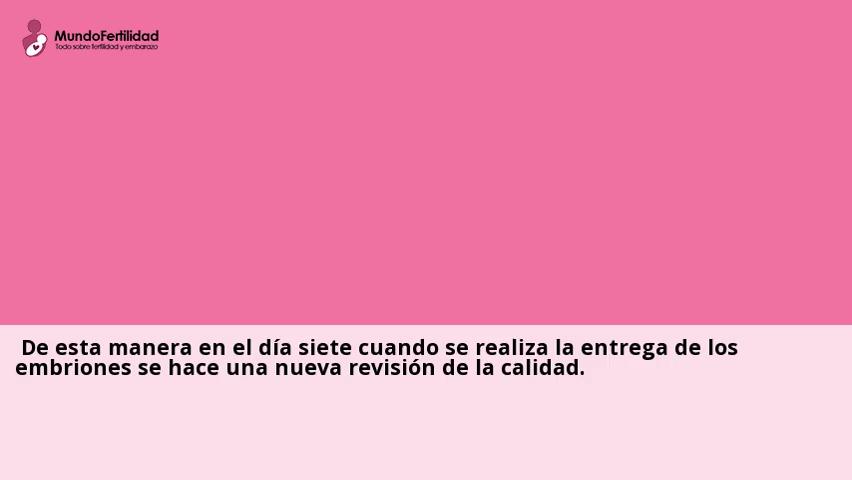 MundoFertilidad
Todo sobre fertilidad y embarazo
De esta manera en el día siete cuando se realiza la entrega de los
embriones se hace una nueva revisión de la calidad.